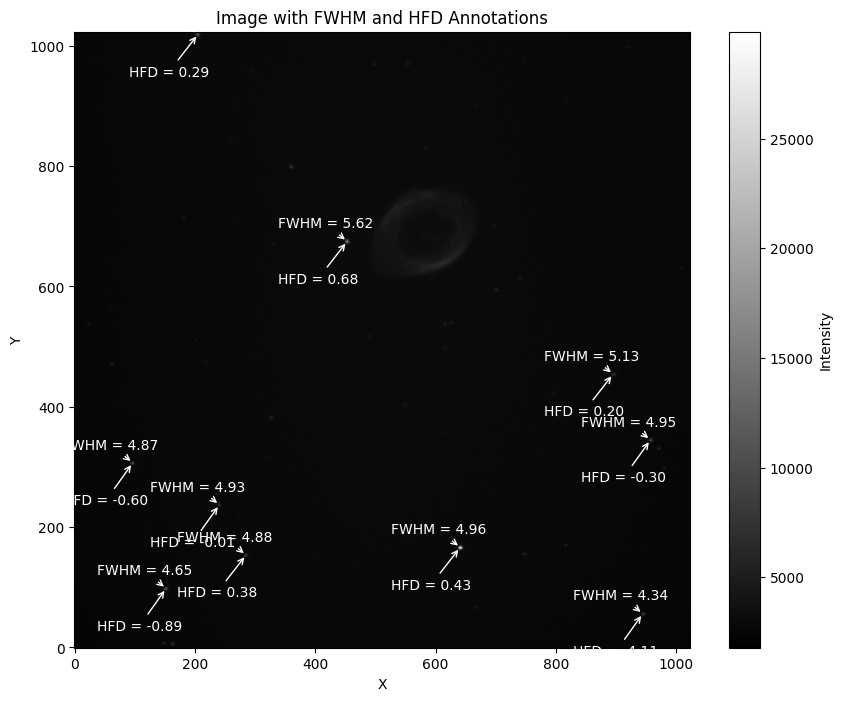 Image with FWHM and HFD Annotations
1000
HFD = 0.29
800
FWHM = 5.62
HFD = 0.68
600
FWHM = 5.13
400
HFD = 0.20
FWHM = 4.95
WHM = 4.87
HFD = -0.30
FD = -0.60
FWHM = 4.93
200
FWHM = 4.88
HFD = -0.01
FWHM = 4.96
FWHM = 4.65
HFD = 0.38
HFD = 0.43
FWHM = 4.34
HFD = -0.89
0
0
200
400
600
800
1000
X
Y
25000
20000
15000
10000
5000
Intensity